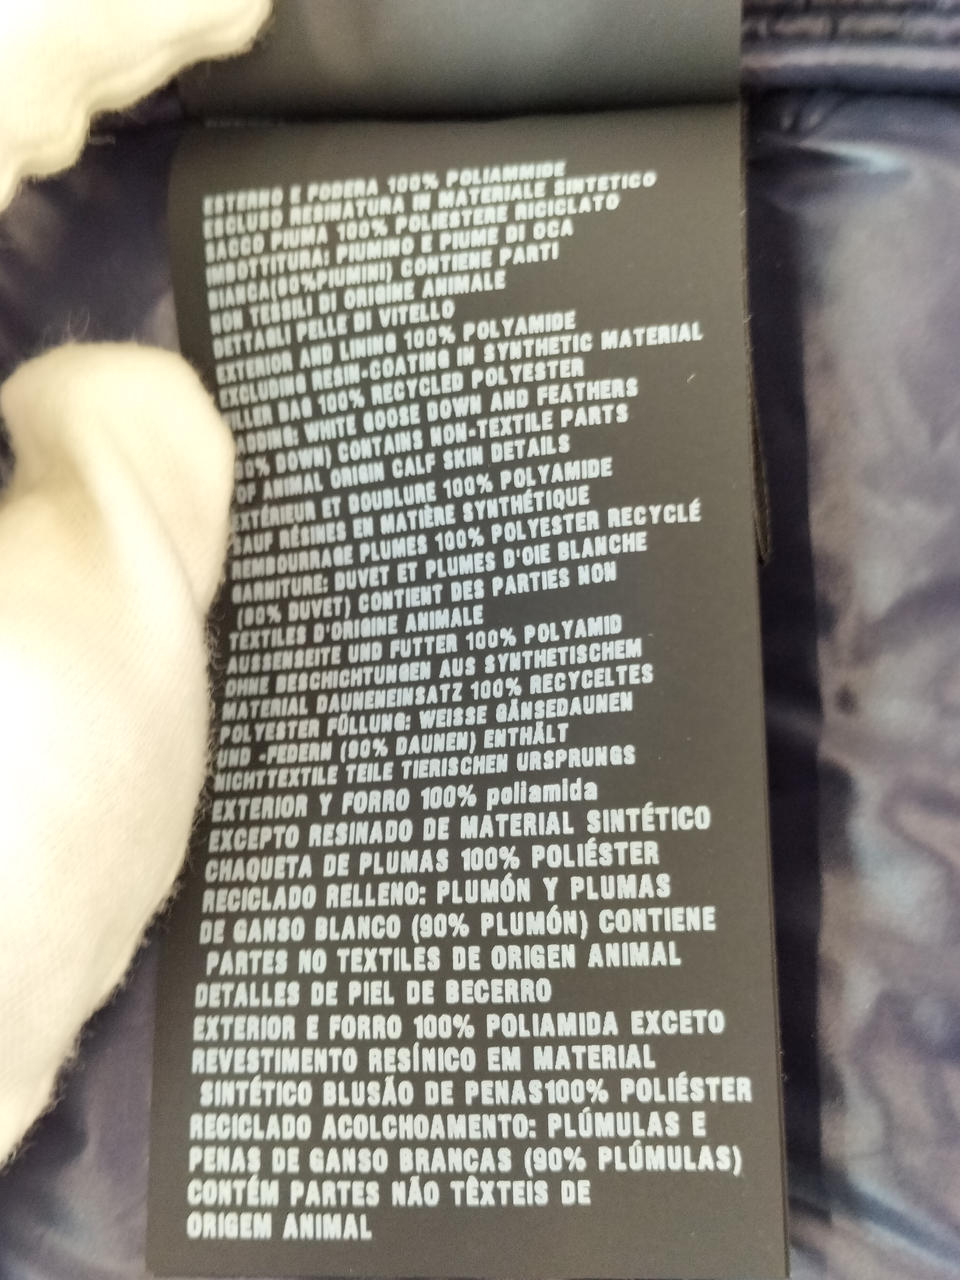 ESTERNO E FODERA 100% POLIAMMIDE
ESCLUSO RESINATURA IN MATERIALE SINTETICO
SACCO PIUMA 100% POLIESTERE RICICLATO
IMBOTTITURA: PIUMINO E PIUME DI OCA
BIANCA(90%PIUMINI) CONTIENE PARTI
NON TESSILI DI ORIGINE ANIMALE
DETTAGLI PELLE DI VITELLO
EXTERIOR AND LINING 100% POLYAMIDE
EXCLUDING RESIN-COATING IN SYNTHETIC MATERIAL
LLER BAG 100% RECYCLED POLYESTER
ADDING: WHITE GOOSE DOWN AND FEATHERS
90% DOWN) CONTAINS NON-TEXTILE PARTS
OF ANIMAL ORIGIN CALF SKIN DETAILS
EXTÉRIEUR ET DOUBLURE 100% POLYAMIDE
SAUF RÉSINES EN MATIÈRE SYNTHÉTIQUE
REMBOURRAGE PLUMES 100% POLYESTER RECYCLÉ
GARNITURE: DUVET ET PLUMES D'OIE BLANCHE
(90% DUVET) CONTIENT DES PARTIES NON
TEXTILES D'ORIGINE ANIMALE
AUSSENSEITE UND FUTTER 100% POLYAMID
OHNE BESCHICHTUNGEN AUS SYNTHETISCHEM
MATERIAL DAUNENEINSATZ 100% RECYCELTES
POLYESTER FÜLLUNG: WEISSE GÄNSEDAUNEN
UND -FEDERN (90% DAUNEN) ENTHÄLT
NICHTTEXTILE TEILE TIERISCHEN URSPRUNGS
EXTERIOR Y FORRO 100% poliamida
EXCEPTO RESINADO DE MATERIAL SINTÉTICO
CHAQUETA DE PLUMAS 100% POLIÉSTER
RECICLADO RELLENO: PLUMÓN Y PLUMAS
DE GANSO BLANCO (90% PLUMÓN) CONTIENE
PARTES NO TEXTILES DE ORIGEN ANIMAL
DETALLES DE PIEL DE BECERRO
EXTERIOR E FORRO 100% POLIAMIDA EXCETO
REVESTIMENTO RESÍNICO EM MATERIAL
SINTÉTICO BLUSÃO DE PENAS100% POLIÉSTER
RECICLADO ACOLCHOAMENTO: PLÚMULAS E
PENAS DE GANSO BRANCAS (90% PLÚMULAS)
CONTÉM PARTES NÃO TÊXTEIS DE
ORIGEM ANIMAL